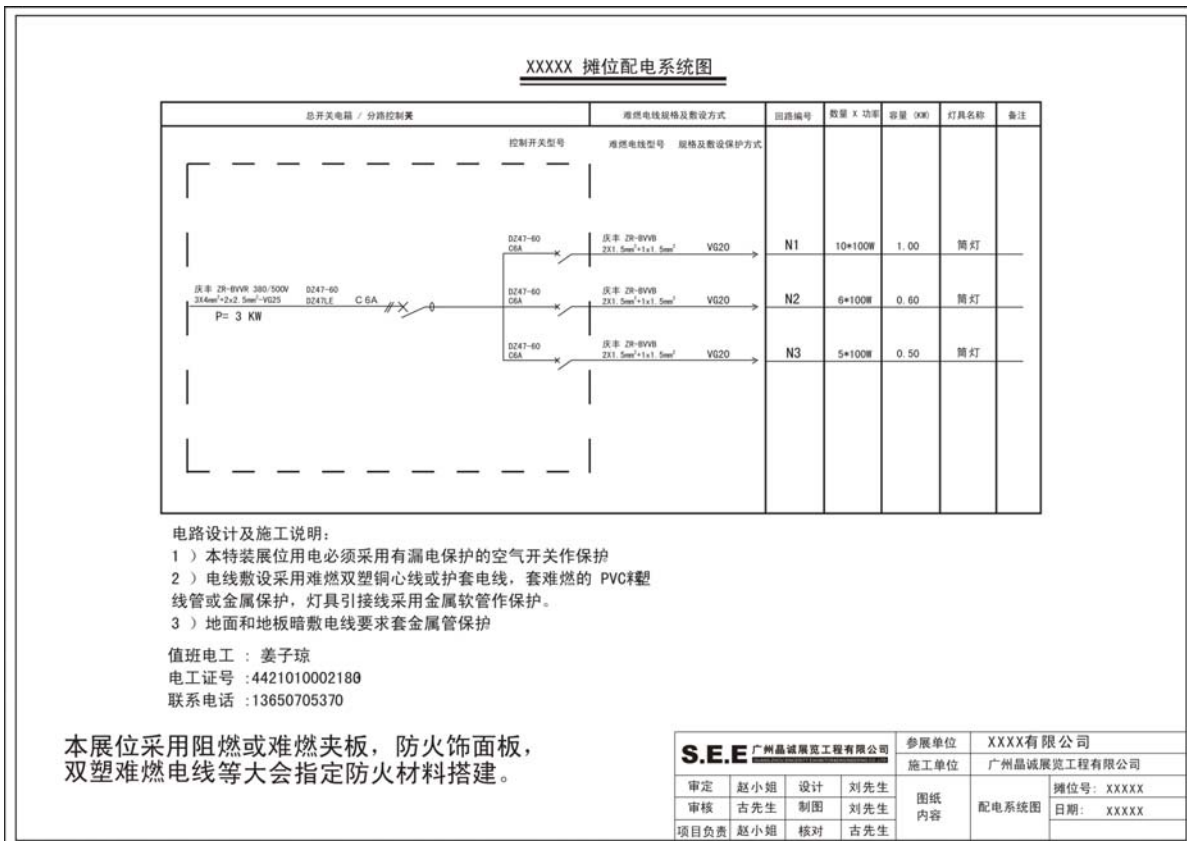 XXXXX 摊位配电系统图
总开关电箱 / 分路控制关
难燃电线规格及敷设方式
回路编号
数量 X 功率
容量 (KW)
灯具名称
备注
控制开关型号
难燃电线型号 规格及敷设保护方式
DZ47-60
C6A
庆丰 ZR-BVVB
2X1.5mm²+1x1.5mm²
VG20
N1
10*100W
1.00
筒灯
庆丰 ZR-BVVR 380/500V
3X4mm²+2x2.5mm²-VG25
P= 3 KW
DZ47-60
DZ47LE
C 6A
DZ47-60
C6A
庆丰 ZR-BVVB
2X1.5mm²+1x1.5mm²
VG20
N2
6*100W
0.60
筒灯
DZ47-60
C6A
庆丰 ZR-BVVB
2X1.5mm²+1x1.5mm²
VG20
N3
5*100W
0.50
筒灯
电路设计及施工说明:
1 ）本特装展位用电必须采用有漏电保护的空气开关作保护
2 ）电线敷设采用难燃双塑铜心线或护套电线，套难燃的 PVC
线管或金属保护，灯具引接线采用金属软管作保护。
3 ）地面和地板暗敷电线要求套金属管保护
值班电工 : 姜子琼
电工证号 :442101000218
联系电话 :13650705370
本展位采用阻燃或难燃夹板，防火饰面板，
双塑难燃电线等大会指定防火材料搭建。
S.E.E 广州晶诚展览工程有限公司
参展单位 XXXX有限公司
施工单位 广州晶诚展览工程有限公司
审定 赵小姐 设计 刘先生
审核 古先生 制图 刘先生
项目负责 赵小姐 核对 古先生
图纸
内容
配电系统图
摊位号: XXXXX
日期: XXXXX